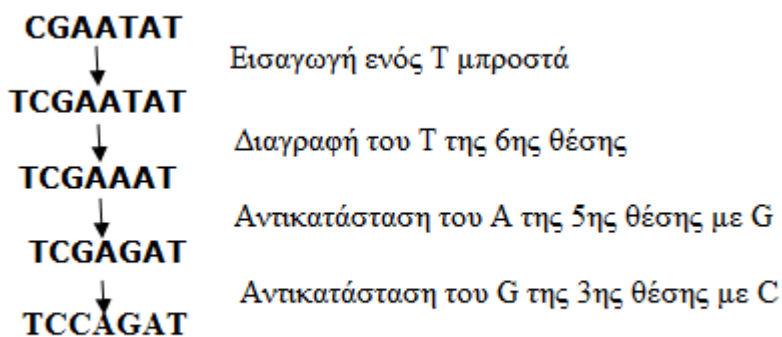 CGAATAT
Εισαγωγή ενός Τ μπροστά
TCGAATAT
Διαγραφή του Τ της 6ης θέσης
TCGAAAT
Αντικατάσταση του Α της 5ης θέσης με G
TCGAGAT
Αντικατάσταση του G της 3ης θέσης με C
TCCAGAT